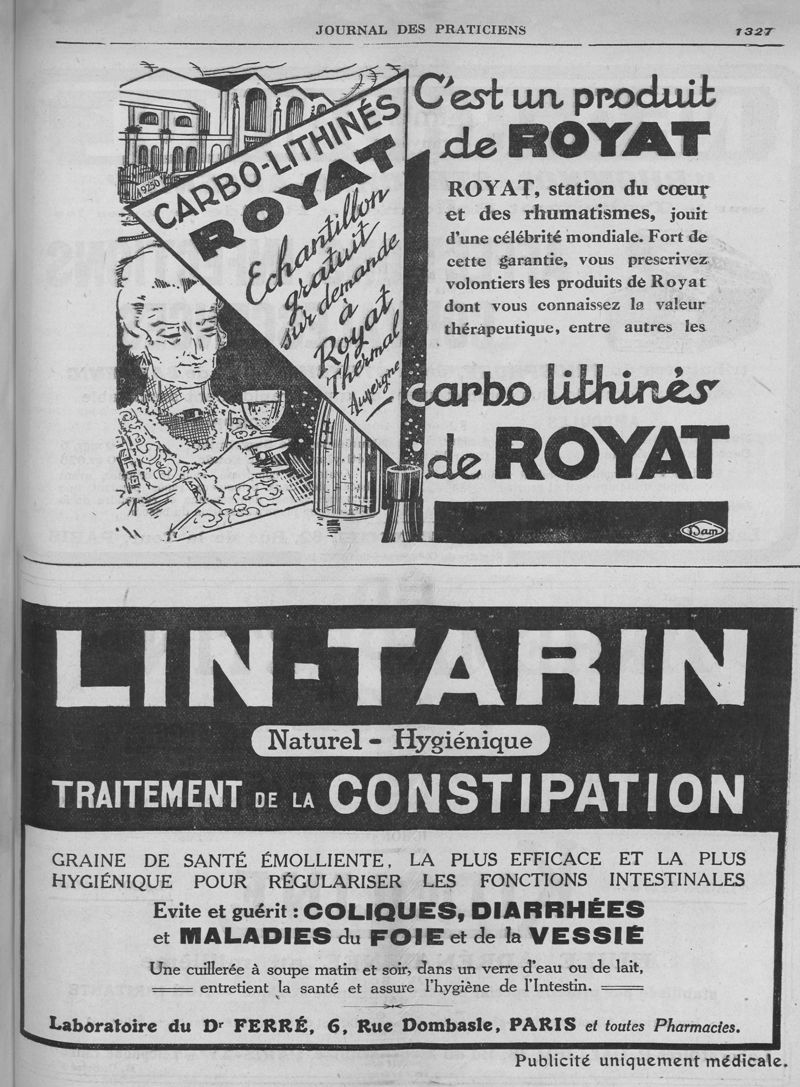 JOURNAL DES PRATICIENS
1327
CARBO-LITHINÉS
ROYAT
Echantillon
gratuit
sur demande
à
Royat
Thermal
Auvergne
C'est un produit
de ROYAT
ROYAT, station du cœur
et des rhumatismes, jouit
d'une célébrité mondiale. Fort de
cette garantie, vous prescrivez
volontiers les produits de Royat
dont vous connaissez la valeur
thérapeutique, entre autres les
carbo lithinés
de ROYAT
Dam
LIN-TARIN
Naturel - Hygiénique
TRAITEMENT DE LA CONSTIPATION
GRAINE DE SANTÉ ÉMOLLIENTE, LA PLUS EFFICACE ET LA PLUS
HYGIÉNIQUE POUR RÉGULARISER LES FONCTIONS INTESTINALES
Evite et guérit : COLIQUES, DIARRHÉES
et MALADIES du FOIE et de la VESSIÉ
Une cuillerée à soupe matin et soir, dans un verre d'eau ou de lait,
entretient la santé et assure l'hygiène de l'Intestin.
Laboratoire du Dr FERRÉ, 6, Rue Dombasle, PARIS et toutes Pharmacies.
Publicité uniquement médicale.